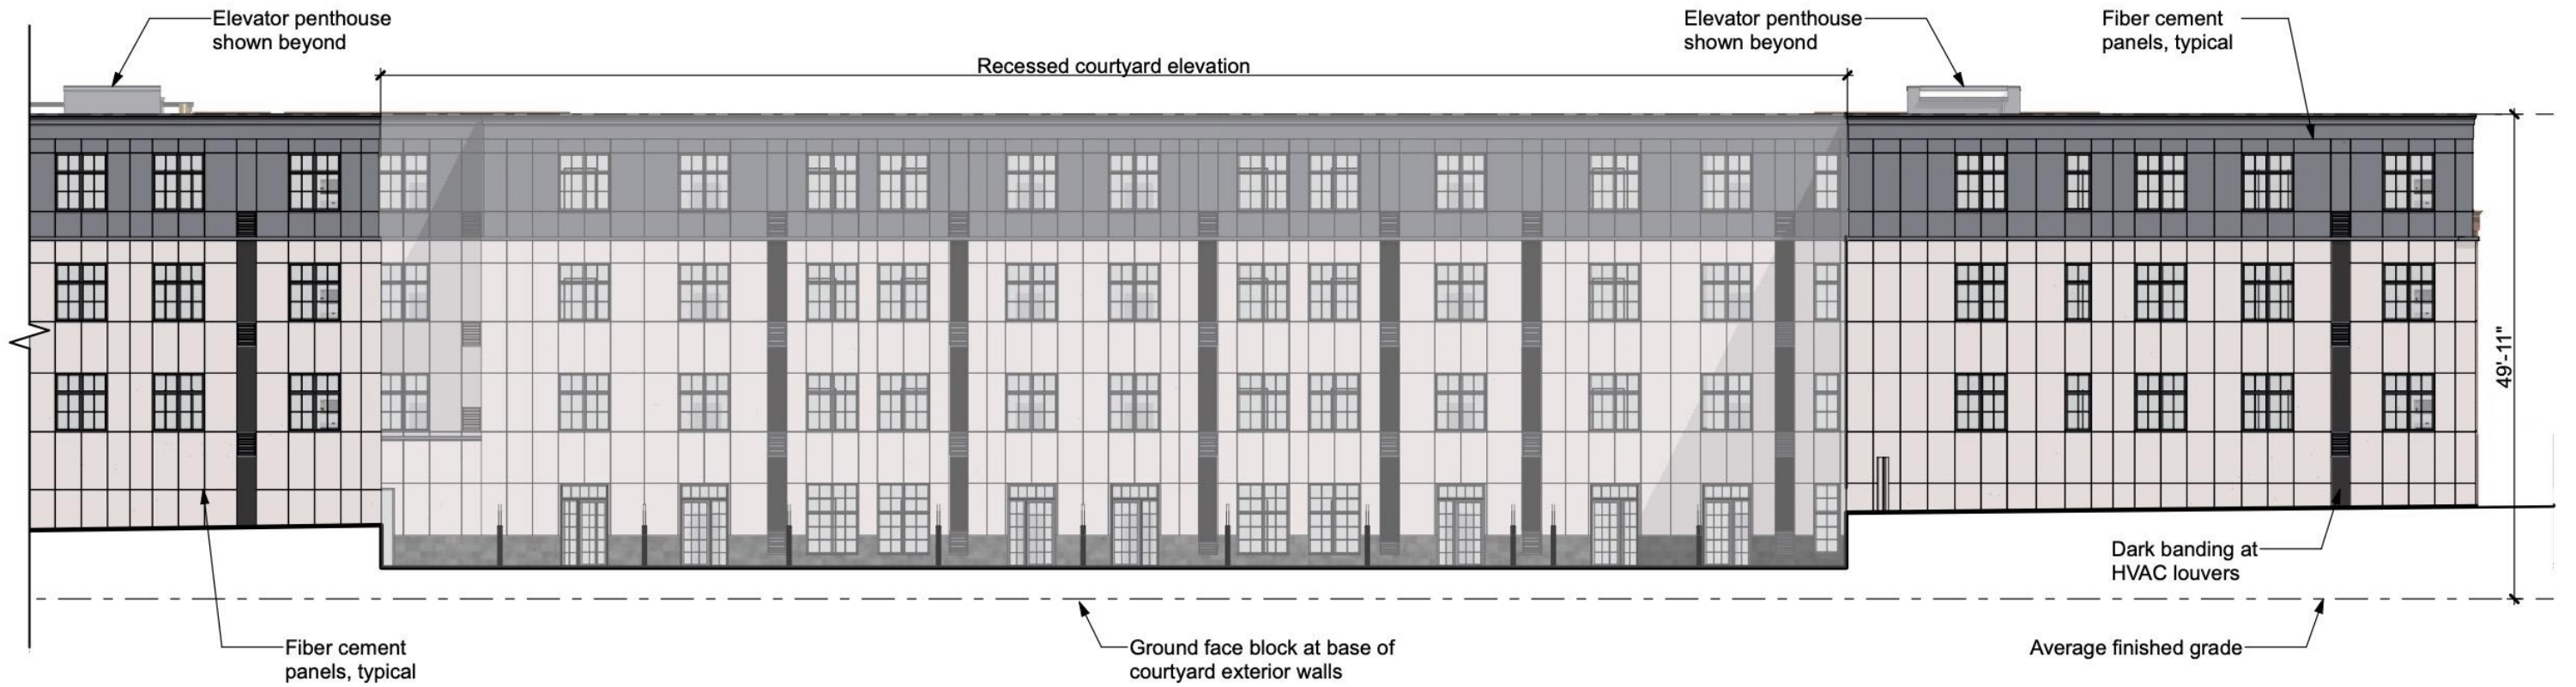 Elevator penthouse
shown beyond
Recessed courtyard elevation
Elevator penthouse
shown beyond
Fiber cement
panels, typical
49'-11"
Dark banding at
HVAC louvers
Fiber cement
panels, typical
Ground face block at base of
courtyard exterior walls
Average finished grade